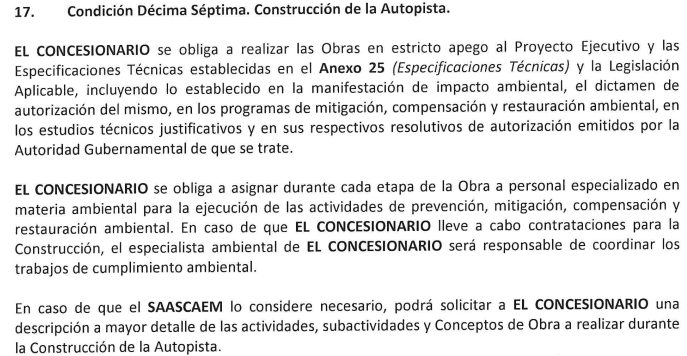 17. Condición Décima Séptima. Construcción de la Autopista.
EL CONCESIONARIO se obliga a realizar las Obras en estricto apego al Proyecto Ejecutivo y las
Especificaciones Técnicas establecidas en el Anexo 25 (Especificaciones Técnicas) y la Legislación
Aplicable, incluyendo lo establecido en la manifestación de impacto ambiental, el dictamen de
autorización del mismo, en los programas de mitigación, compensación y restauración ambiental, en
los estudios técnicos justificativos y en sus respectivos resolutivos de autorización emitidos por la
Autoridad Gubernamental de que se trate.
EL CONCESIONARIO se obliga a asignar durante cada etapa de la Obra a personal especializado en
materia ambiental para la ejecución de las actividades de prevención, mitigación, compensación y
restauración ambiental. En caso de que EL CONCESIONARIO lleve a cabo contrataciones para la
Construcción, el especialista ambiental de EL CONCESIONARIO será responsable de coordinar los
trabajos de cumplimiento ambiental.
En caso de que el SAASCAEM lo considere necesario, podrá solicitar a EL CONCESIONARIO una
descripción a mayor detalle de las actividades, subactividades y Conceptos de Obra a realizar durante
la Construcción de la Autopista.